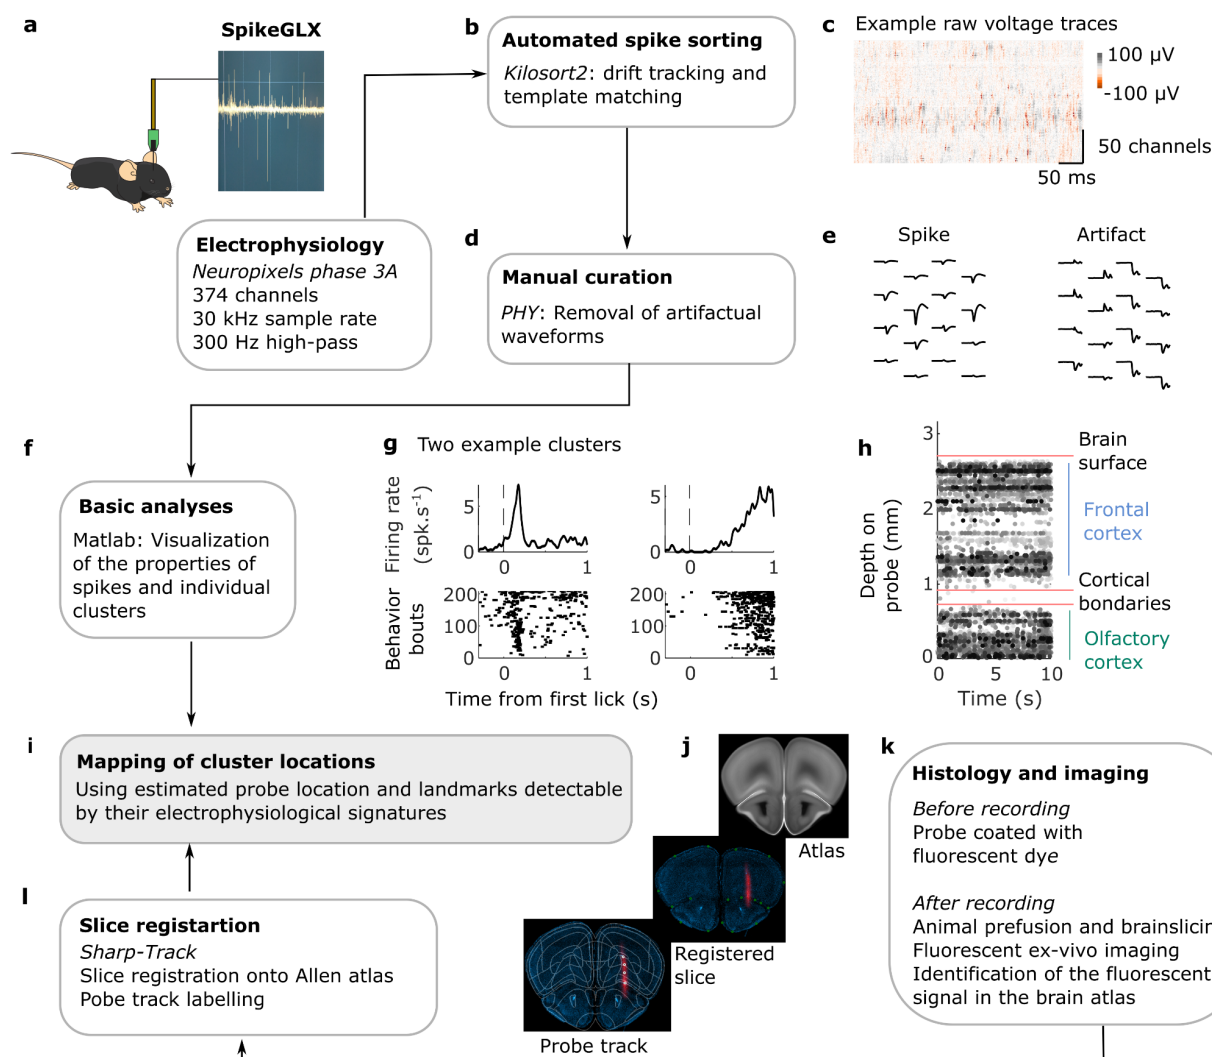 a
SpikeGLX
b
Automated spike sorting
Kilosort2: drift tracking and
template matching
c
Example raw voltage traces
100 µV
-100 µV
50 channels
50 ms
Electrophysiology
Neuropixels phase 3A
374 channels
30 kHz sample rate
300 Hz high-pass
d
Manual curation
PHY: Removal of artifactual
waveforms
e
Spike
Artifact
f
Basic analyses
Matlab: Visualization
of the properties of
spikes and individual
clusters
g
Two example clusters
Firing rate
(spk.s⁻¹)
5
0
0
1
5
0
0
1
Behavior
bouts
200
100
0
0
1
200
100
0
0
1
Time from first lick (s)
h
Depth on
probe (mm)
3
2
1
0
0
5
10
Time (s)
Brain
surface
Frontal
cortex
Cortical
bondaries
Olfactory
cortex
i
Mapping of cluster locations
Using estimated probe location and landmarks detectable
by their electrophysiological signatures
j
Atlas
Registered
slice
Probe track
k
Histology and imaging
Before recording
Probe coated with
fluorescent dye
After recording
Animal prefusion and brainslicin
Fluorescent ex-vivo imaging
Identification of the fluorescent
signal in the brain atlas
l
Slice registartion
Sharp-Track
Slice registration onto Allen atlas
Pobe track labelling